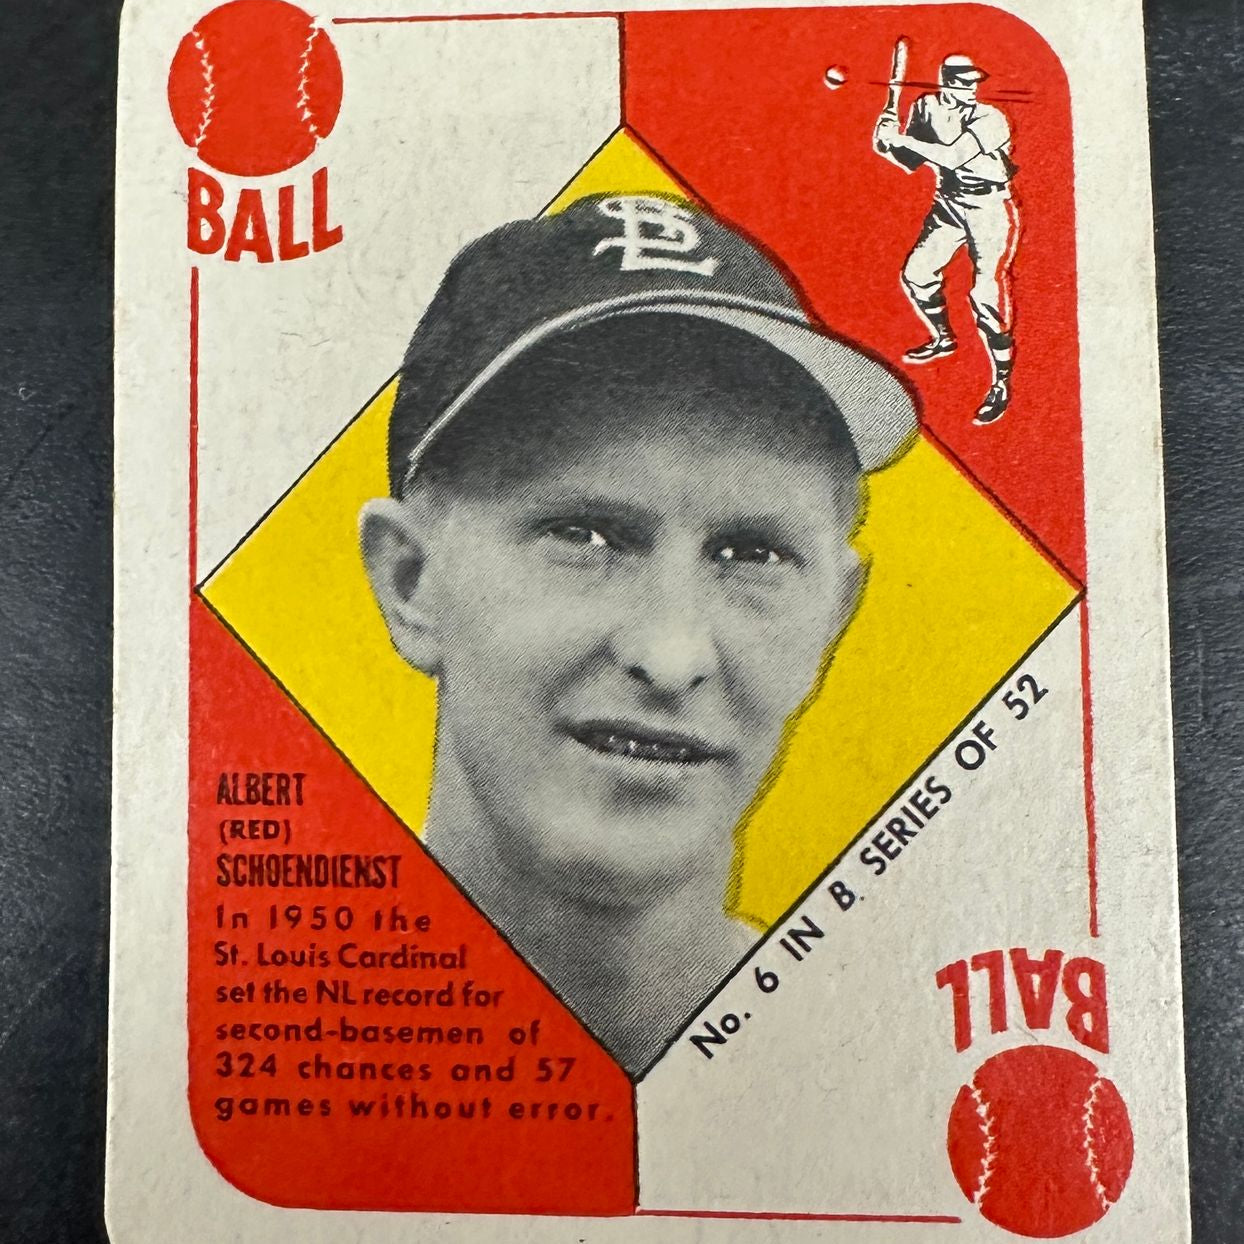 BALL
STL
ALBERT
(RED)
SCHOENDIENST
In 1950 the
St. Louis Cardinal
set the NL record for
second-basemen of
324 chances and 57
games without error.
No. 6 IN B. SERIES OF 52
BALL